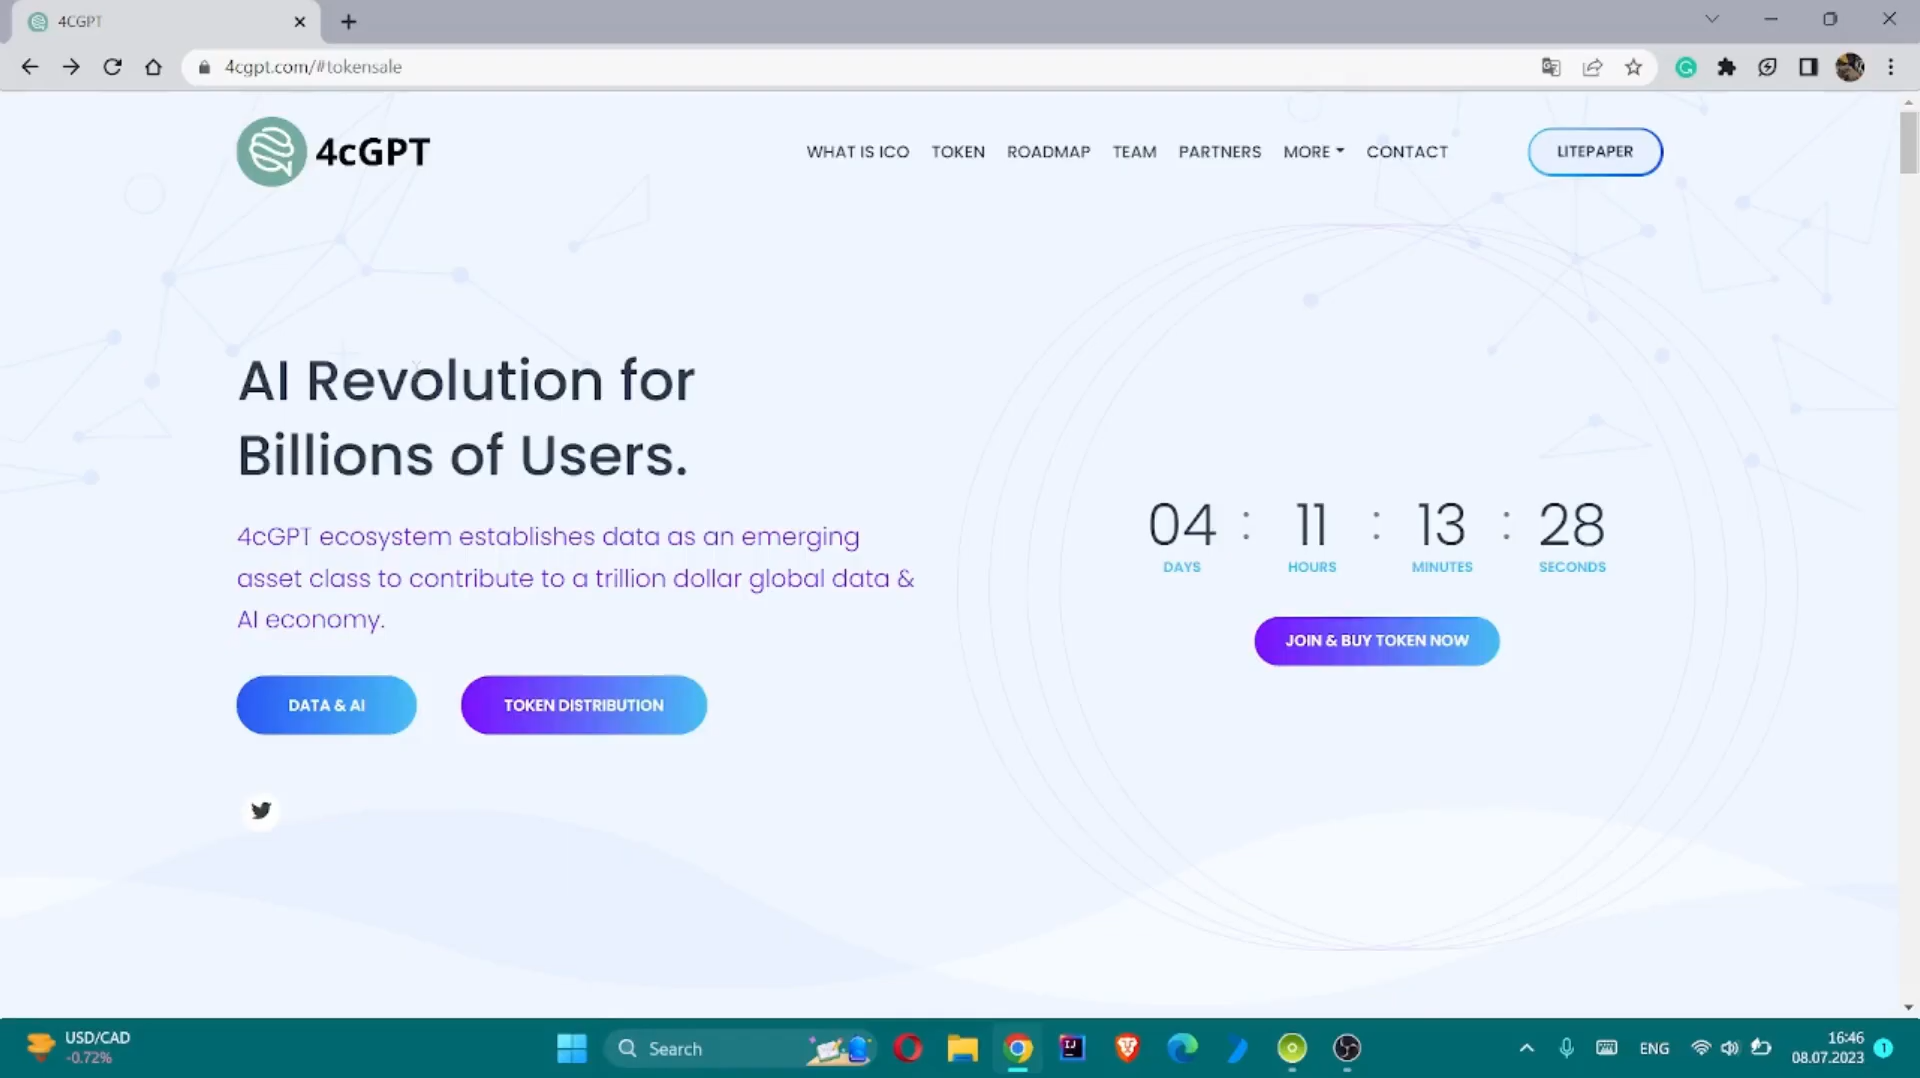 4CGPT
4cgpt.com/#tokensale
4cGPT
WHAT IS ICO TOKEN ROADMAP TEAM PARTNERS MORE CONTACT
LITEPAPER
AI Revolution for
Billions of Users.
4cGPT ecosystem establishes data as an emerging
asset class to contribute to a trillion dollar global data &
AI economy.
DATA & AI
TOKEN DISTRIBUTION
04 : 11 : 13 : 28
DAYS HOURS MINUTES SECONDS
JOIN & BUY TOKEN NOW
USD/CAD
-0.72%
Search
IJ
ENG
16:46
08.07.2023
1